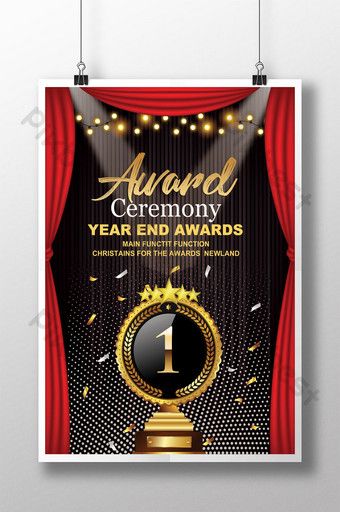 Award
Ceremony
YEAR END AWARDS
MAIN FUNCTIT FUNCTION
CHRISTAINS FOR THE AWARDS NEWLAND
1